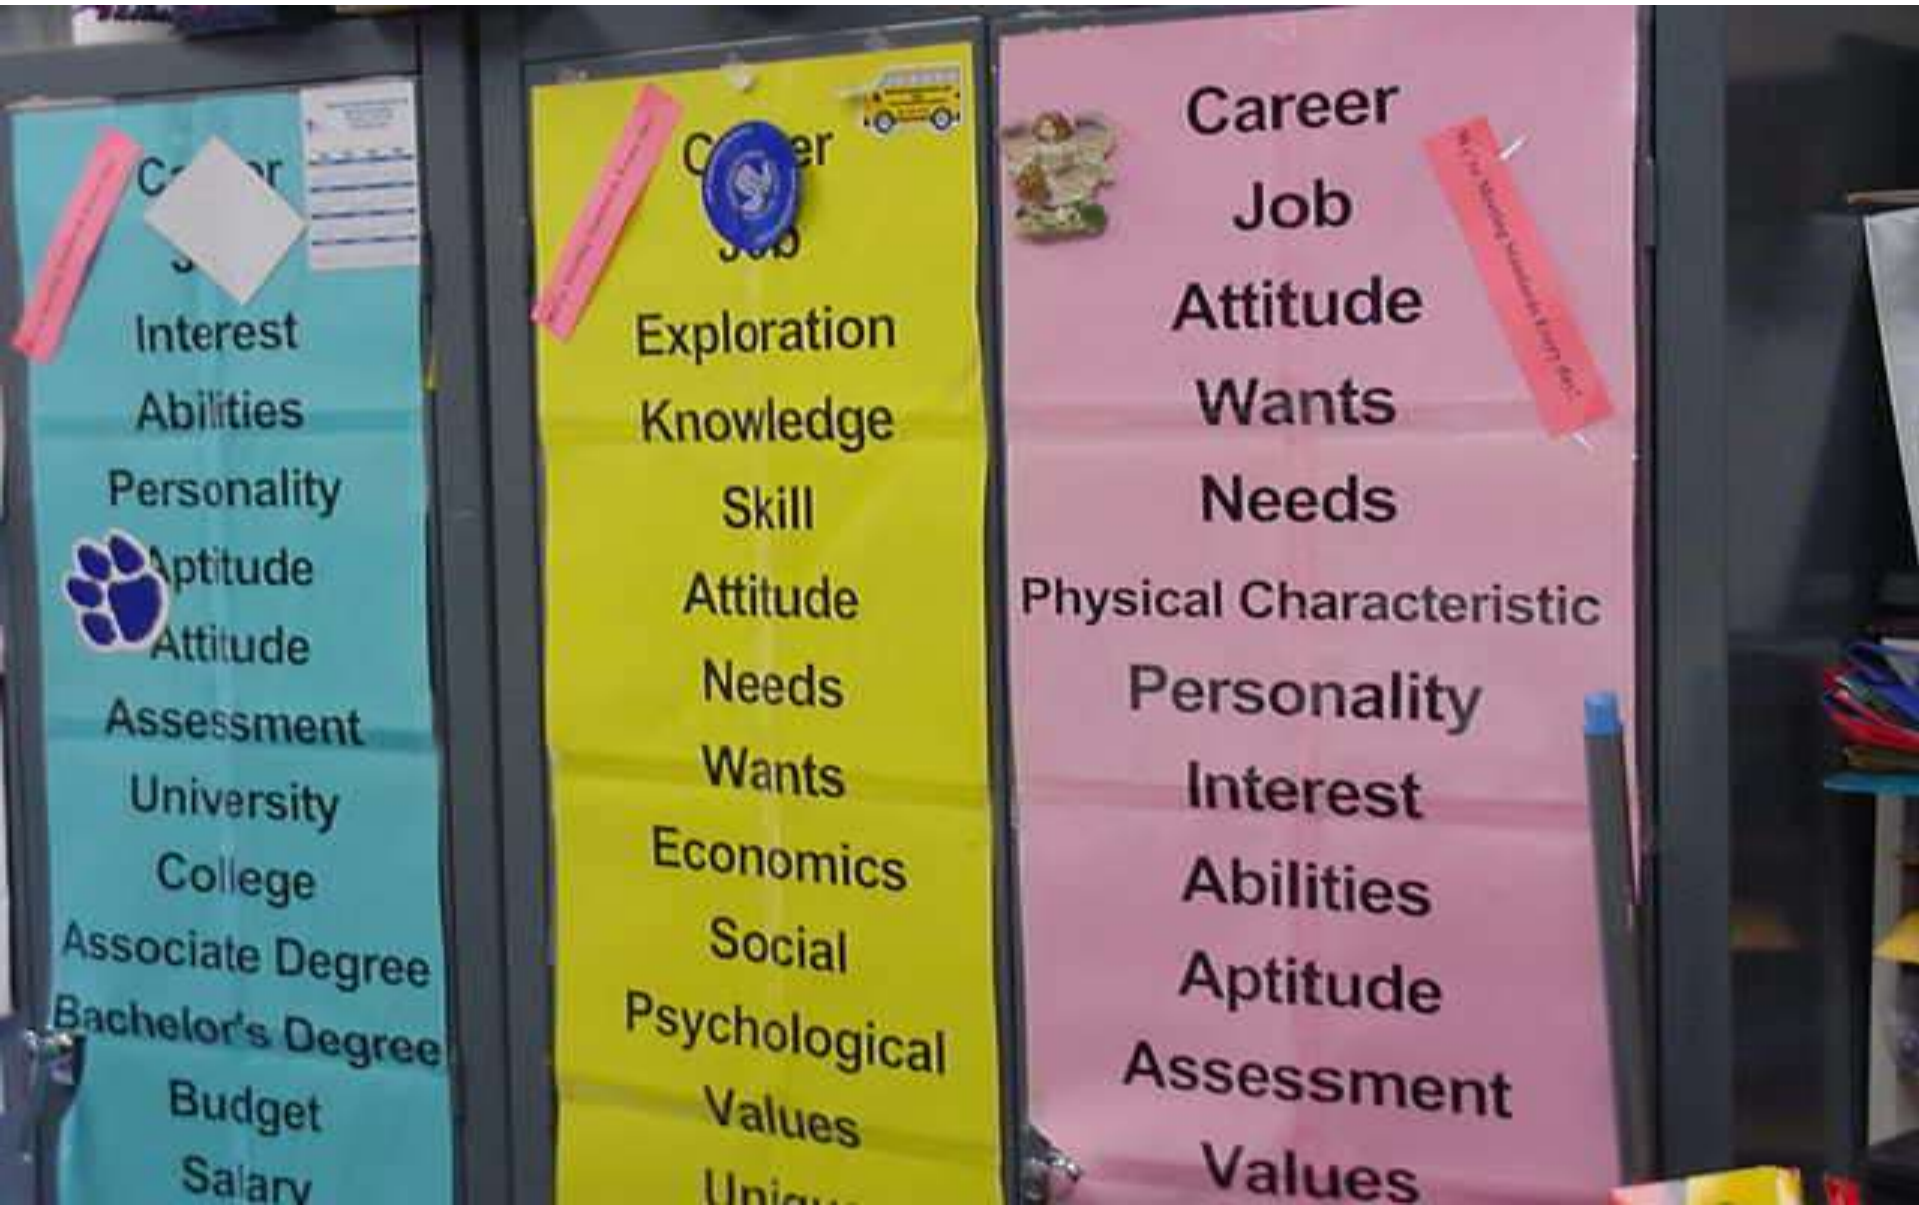 Interest
Abilities
Personality
Aptitude
Attitude
Assessment
University
College
Associate Degree
Bachelor's Degree
Budget
Salary
Exploration
Knowledge
Skill
Attitude
Needs
Wants
Economics
Social
Psychological
Values
Career
Job
Attitude
Wants
Needs
Physical Characteristic
Personality
Interest
Abilities
Aptitude
Assessment
Values